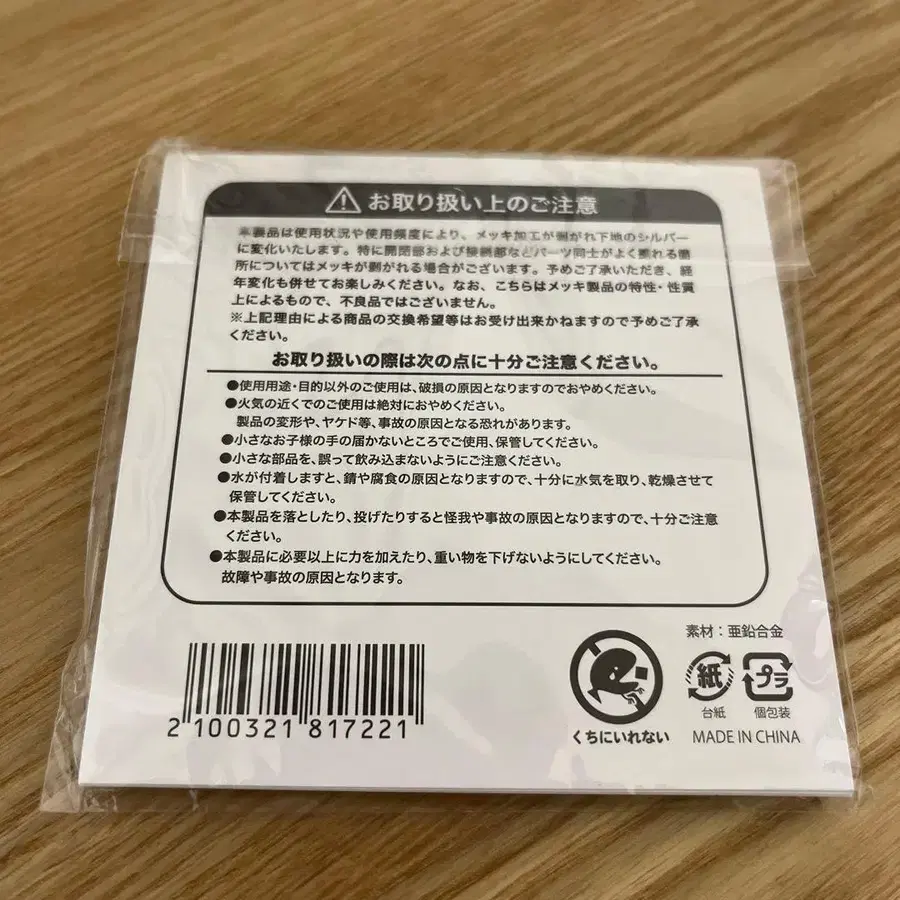 お取り扱い上のご注意
※製品は使用状況や使用頻度により、メッキ加工が剥がれ下地のシルバー
に変化いたします。特に開閉部および接続部などパーツ同士がよく擦れる箇
所についてはメッキが剥がれる場合がございます。予めご了承いただき、経
年変化も併せてお楽しみください。なお、こちらはメッキ製品の特性・性質
上によるもので、不良品ではございません。
※上記理由による商品の交換希望等はお受け出来かねますので予めご了承
ください。
お取り扱いの際は次の点に十分ご注意ください。
●使用用途・目的以外のご使用は、破損の原因となりますのでおやめください。
●火気の近くでのご使用は絶対におやめください。
製品の変形や、ヤケド等、事故の原因となる恐れがあります。
●小さなお子様の手の届かないところでご使用、保管してください。
●小さな部品を、誤って飲み込まないようにご注意ください。
●水が付着しますと、錆や腐食の原因となりますので、十分に水気を取り、乾燥させて
保管してください。
●本製品を落としたり、投げたりすると怪我や事故の原因となりますので、十分ご注意
ください。
●本製品に必要以上に力を加えたり、重い物を下げないようにしてください。
故障や事故の原因となります。
素材：亜鉛合金
紙
プラ
台紙
個包装
くちにいれない
MADE IN CHINA
2 100321 817221